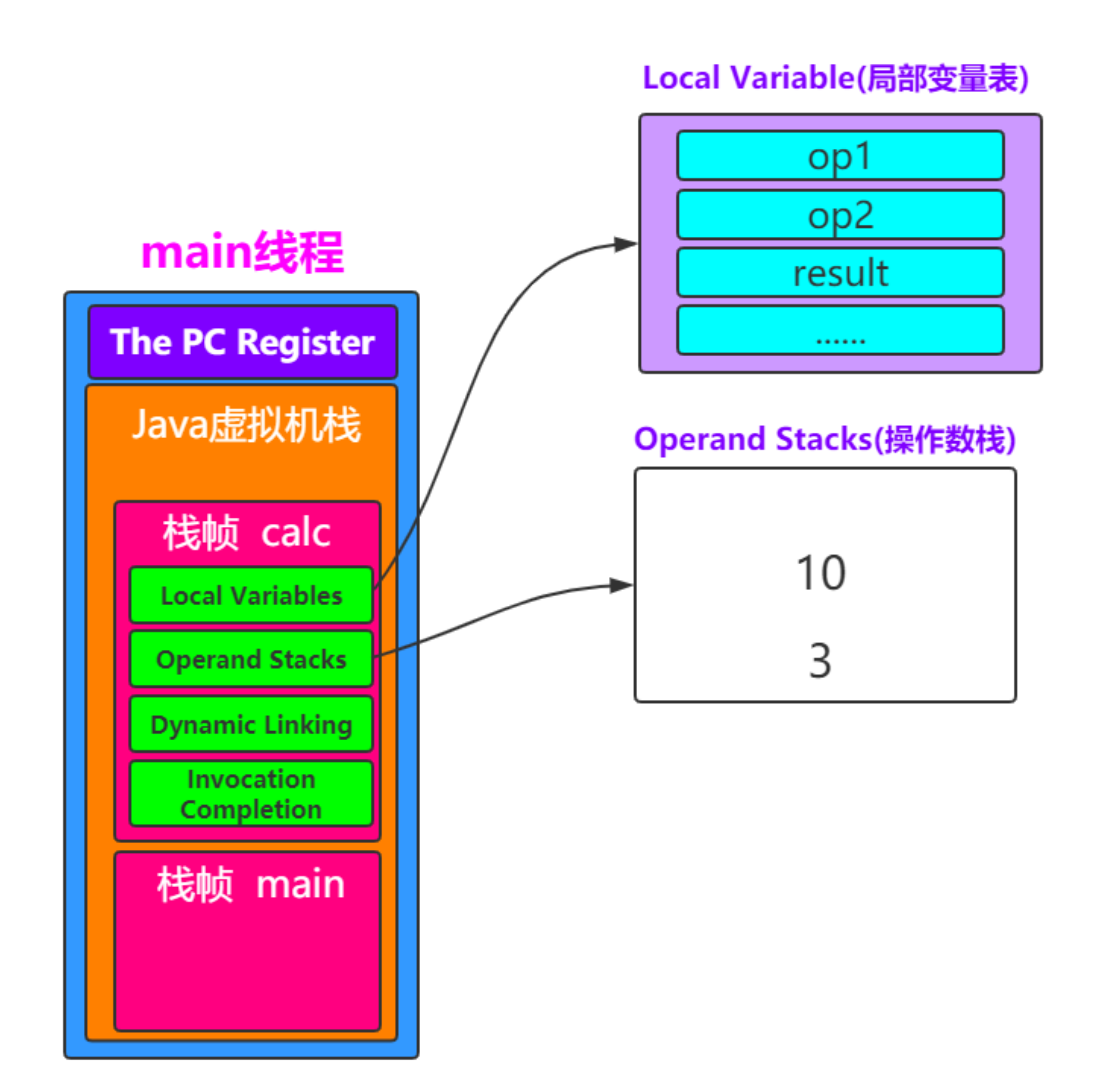 Local Variable(局部变量表)
op1
op2
result
......
main线程
The PC Register
Java虚拟机栈
栈帧 calc
Local Variables
Operand Stacks
Dynamic Linking
Invocation
Completion
栈帧 main
Operand Stacks(操作数栈)
10
3